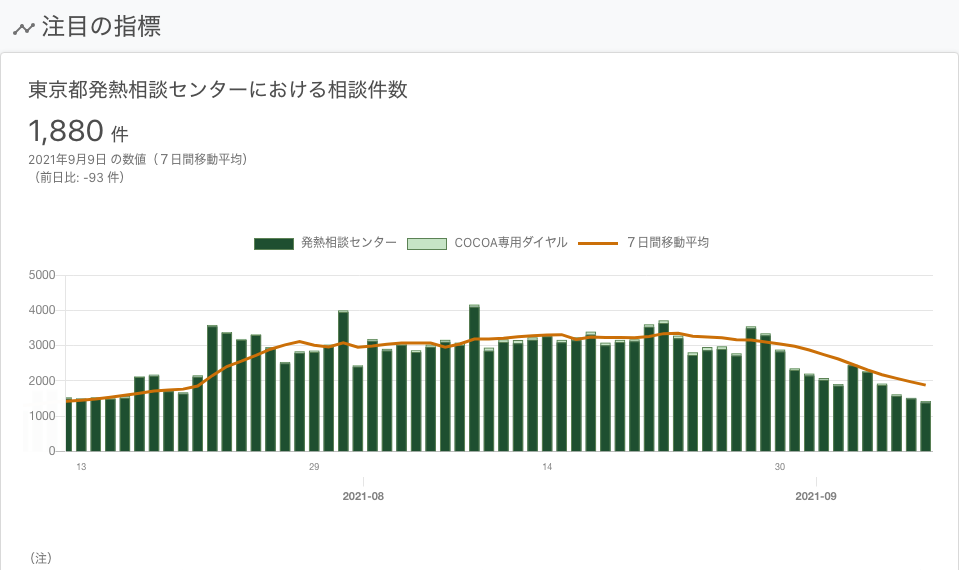 注目の指標
東京都発熱相談センターにおける相談件数
1,880 件
2021年9月9日 の数値（７日間移動平均）
（前日比: -93 件）
発熱相談センター COCOA専用ダイヤル ７日間移動平均
5000
4000
3000
2000
1000
0
13 29 14 30
2021-08 2021-09
（注）